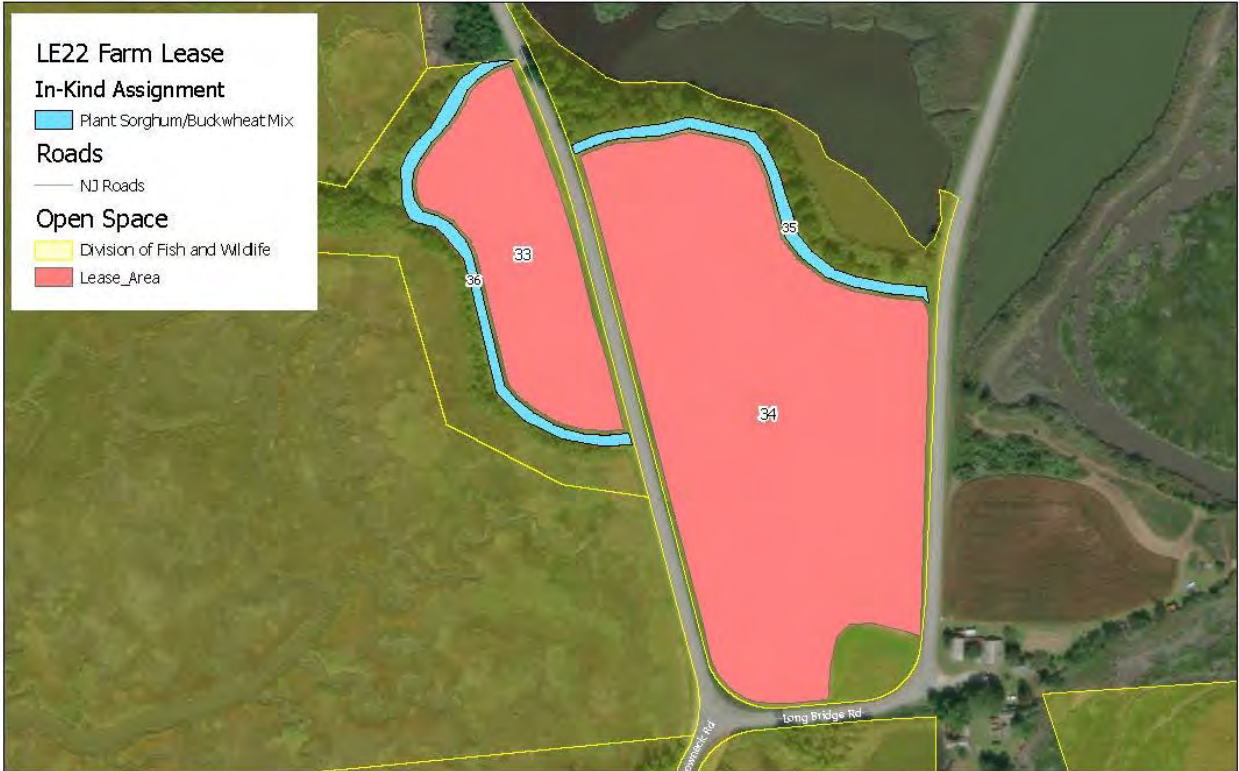 LE22 Farm Lease
In-Kind Assignment
Plant Sorghum/Buckwheat Mix
Roads
NJ Roads
Open Space
Division of Fish and Wildlife
Lease_Area
33
35
36
34
Long Bridge Rd
Rd